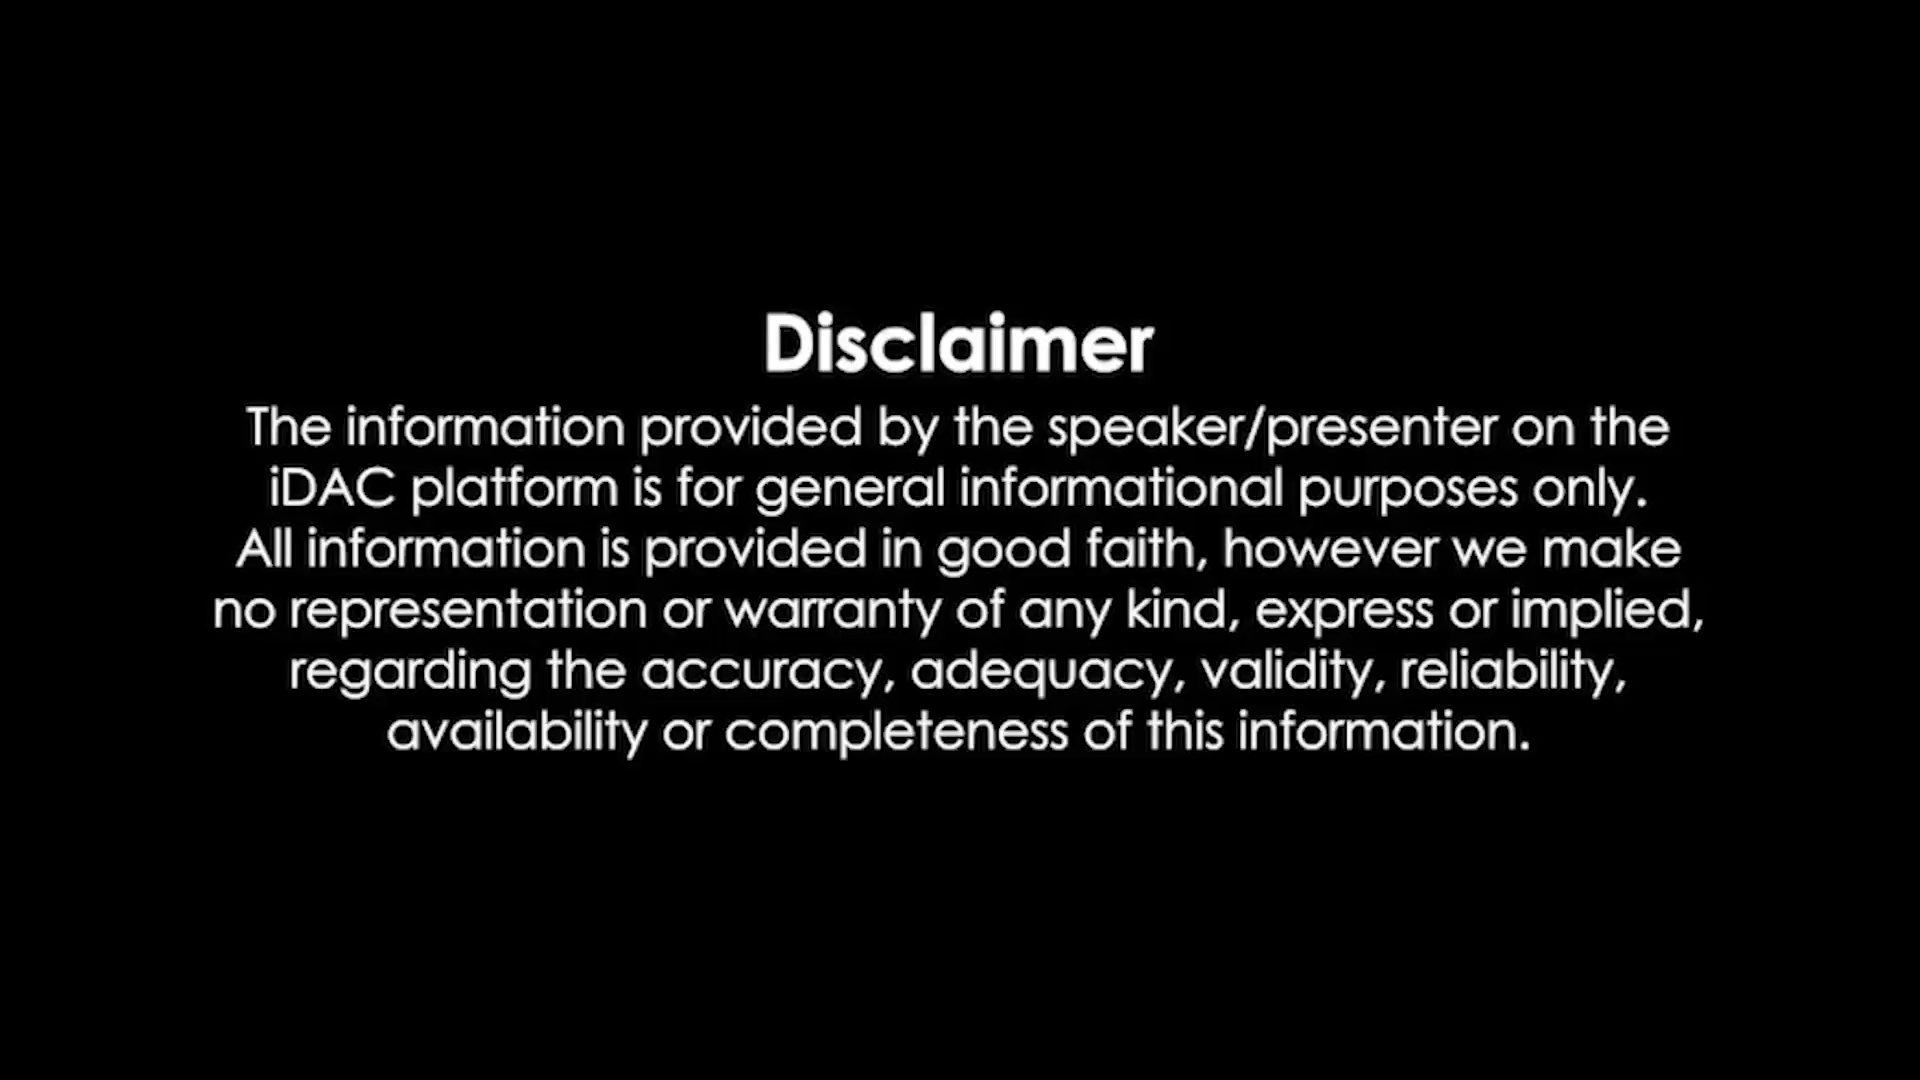 Disclaimer
The information provided by the speaker/presenter on the
iDAC platform is for general informational purposes only.
All information is provided in good faith, however we make
no representation or warranty of any kind, express or implied,
regarding the accuracy, adequacy, validity, reliability,
availability or completeness of this information.